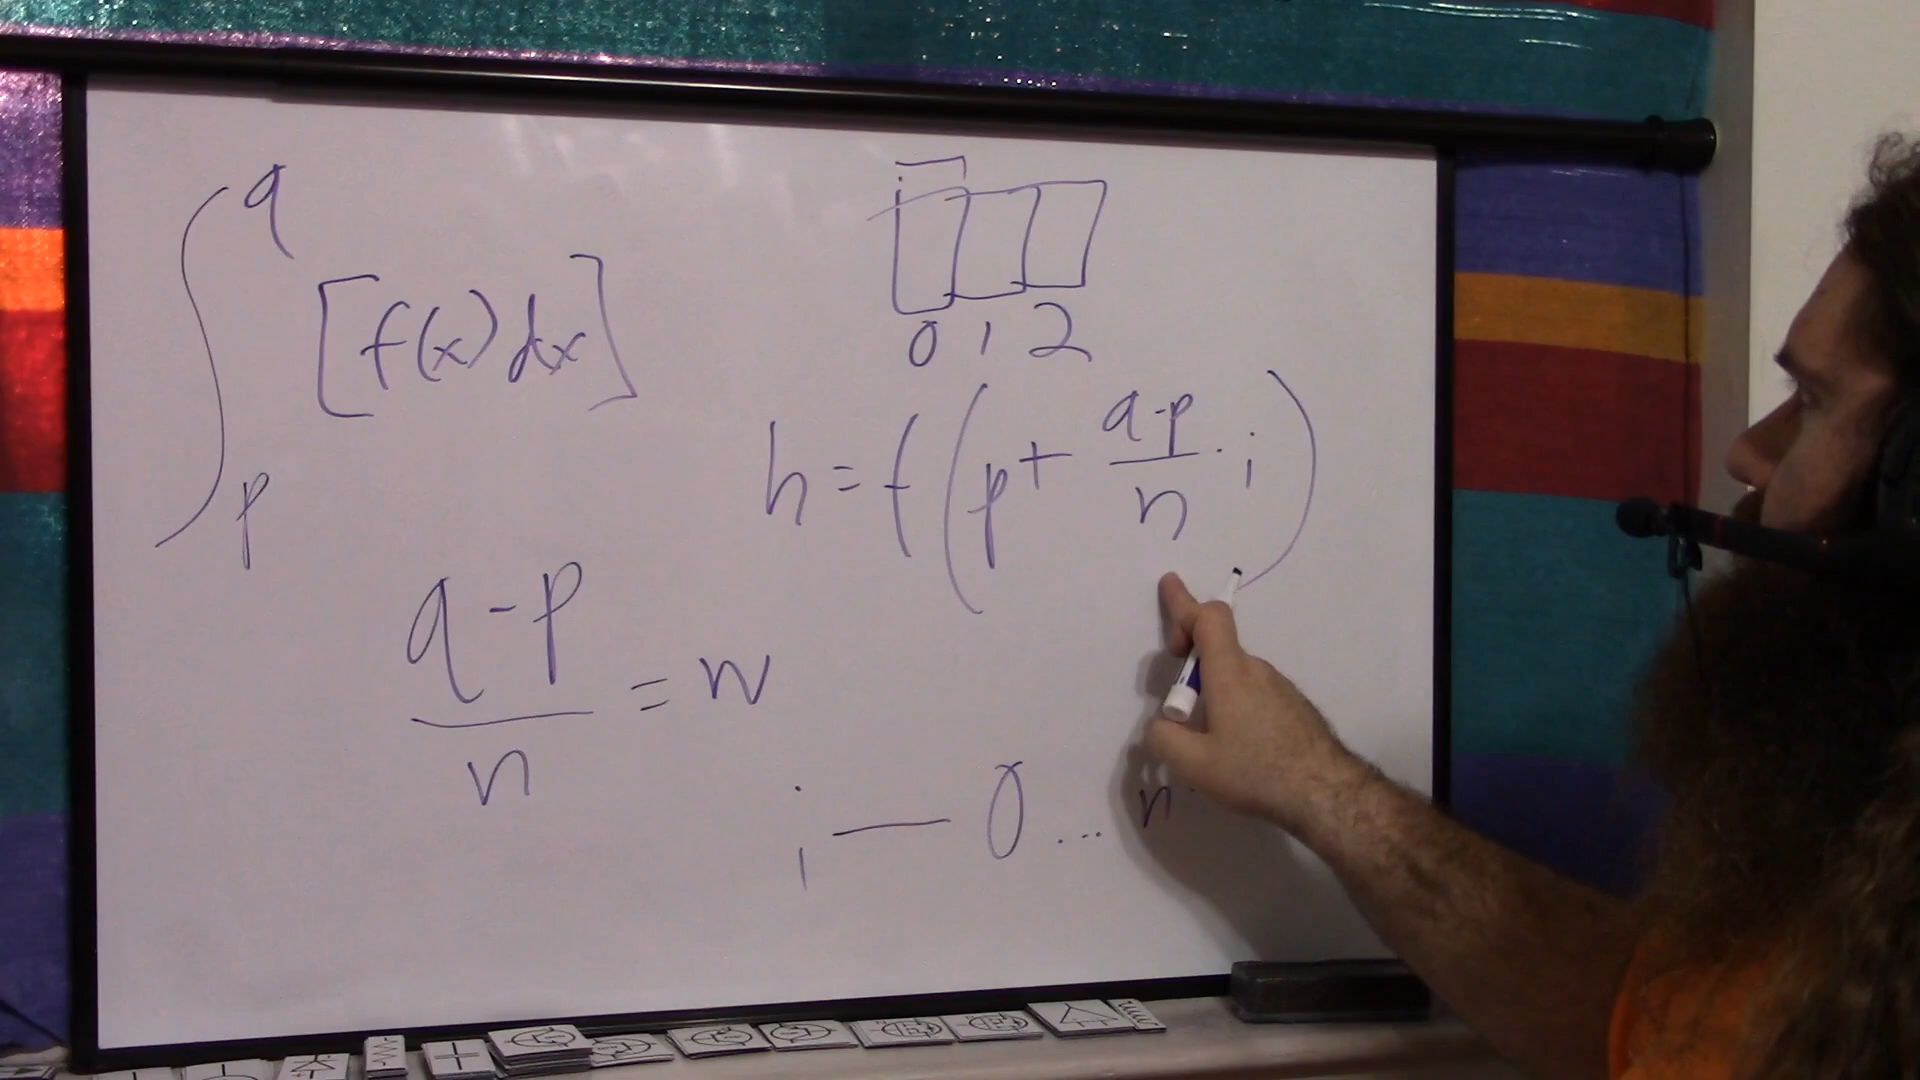 ∫ q p [f(x) dx]
0 1 2
h = f(p + q-p/n · i)
q-p/n = w
i — 0 ... n